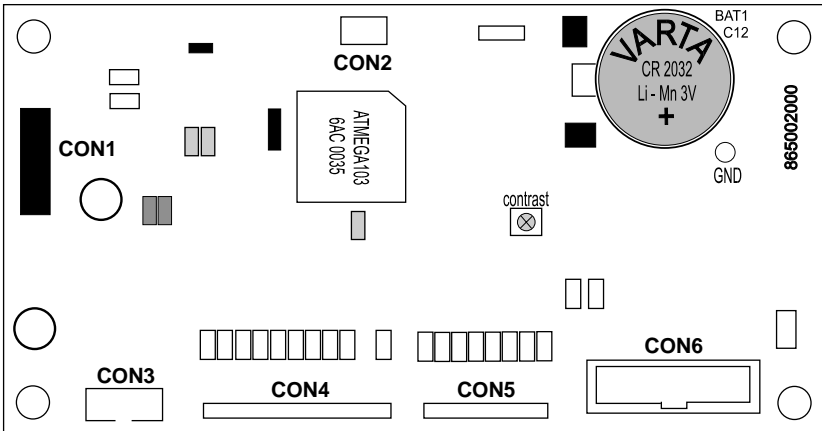 BAT1
C12
VARTA
CR 2032
Li - Mn 3V
+
CON2
865002000
ATMEGA103
6AC 0035
CON1
GND
contrast
CON3
CON4
CON5
CON6